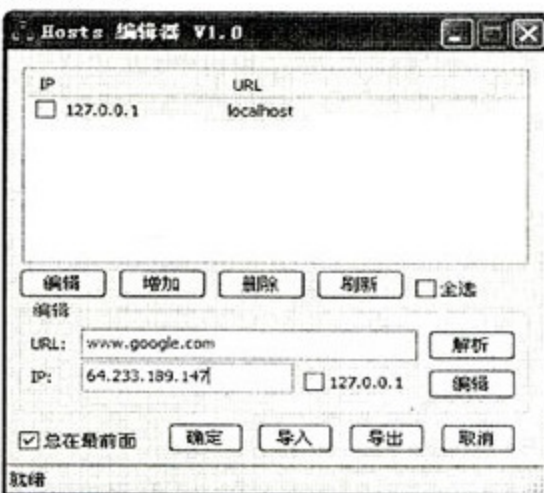 Hosts 编辑器 V1.0
IP URL
127.0.0.1 localhost
编辑 增加 删除 刷新 全选
编辑
URL: www.google.com 解析
IP: 64.233.189.147 127.0.0.1 编辑
总在最前面 确定 导入 导出 取消
就绪